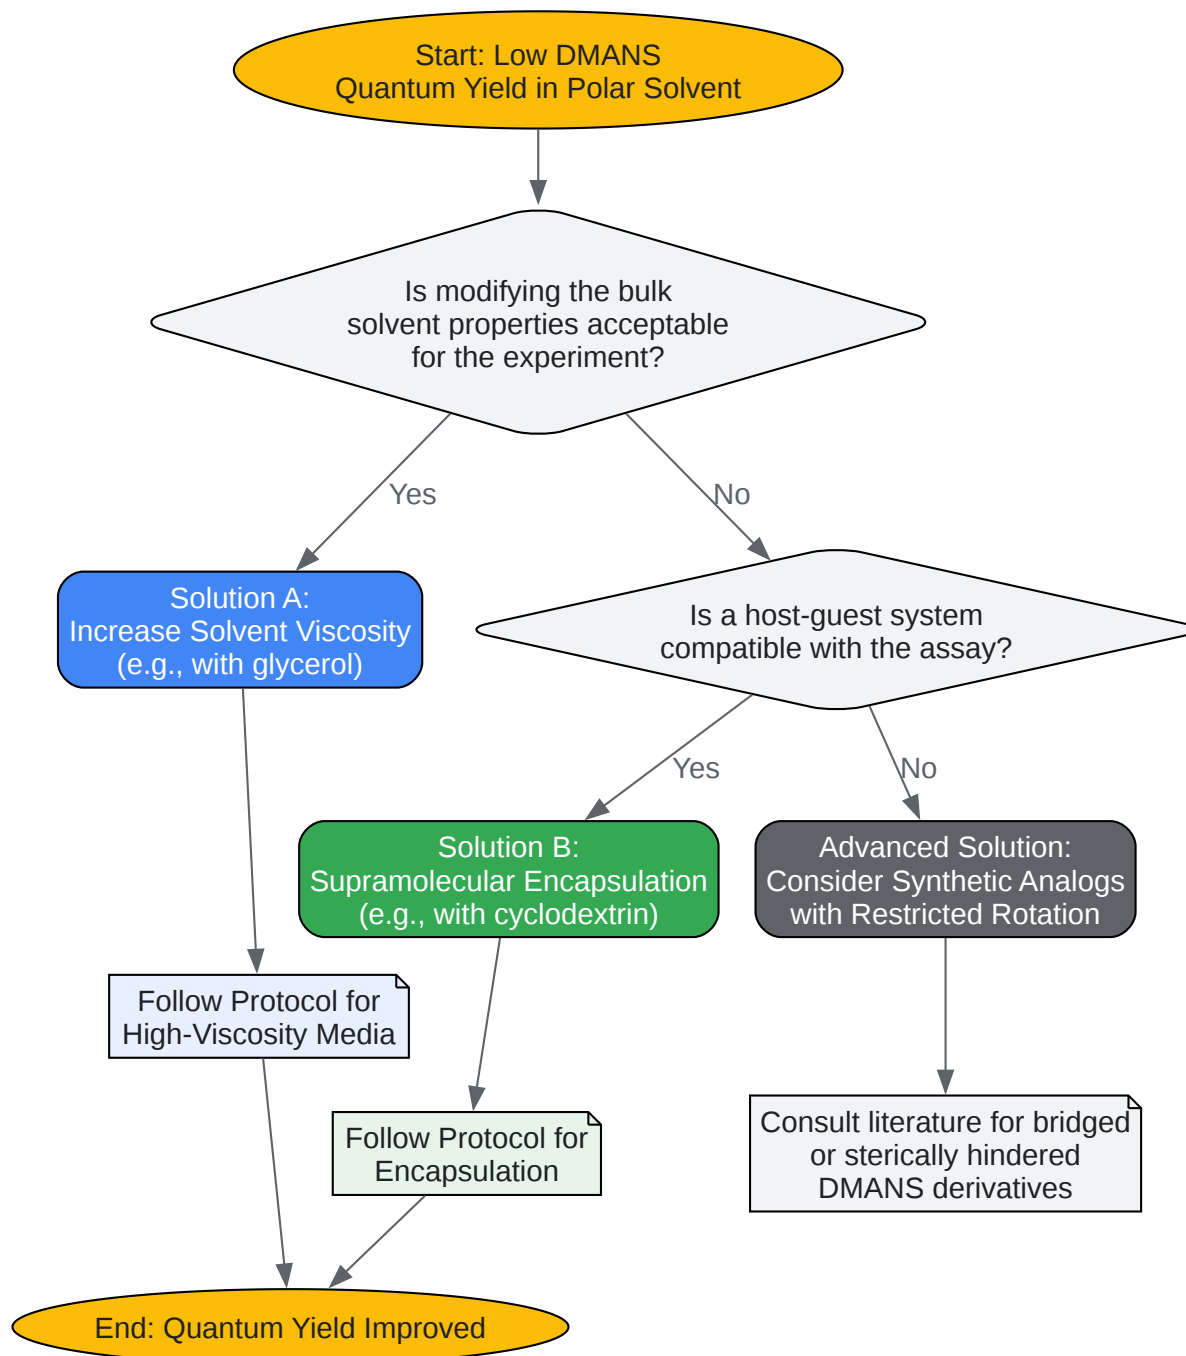 Start: Low DMANS
Quantum Yield in Polar Solvent
Is modifying the bulk
solvent properties acceptable
for the experiment?
Yes
No
Solution A:
Increase Solvent Viscosity
(e.g., with glycerol)
Is a host-guest system
compatible with the assay?
Yes
No
Solution B:
Supramolecular Encapsulation
(e.g., with cyclodextrin)
Advanced Solution:
Consider Synthetic Analogs
with Restricted Rotation
Follow Protocol for
High-Viscosity Media
Follow Protocol for
Encapsulation
Consult literature for bridged
or sterically hindered
DMANS derivatives
End: Quantum Yield Improved